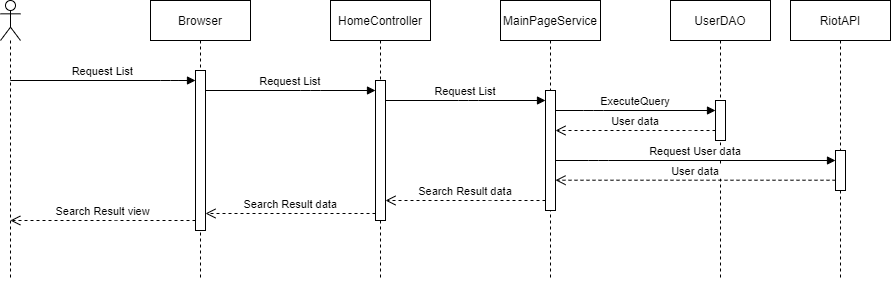 Browser
HomeController
MainPageService
UserDAO
RiotAPI
Request List
Request List
Request List
ExecuteQuery
User data
Request User data
User data
Search Result data
Search Result data
Search Result view